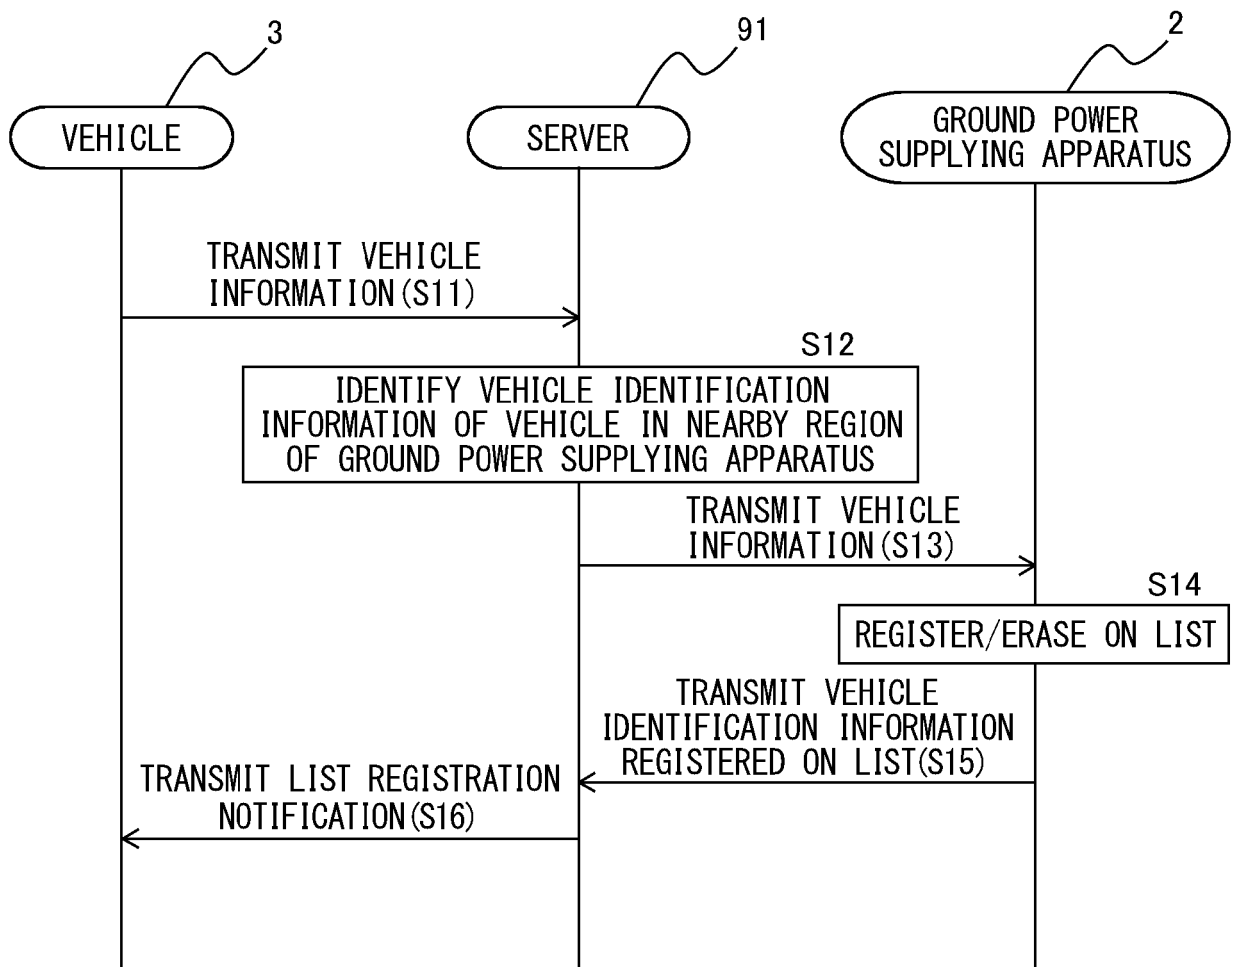 3
91
2
VEHICLE
SERVER
GROUND POWER
SUPPLYING APPARATUS
TRANSMIT VEHICLE
INFORMATION(S11)
S12
IDENTIFY VEHICLE IDENTIFICATION
INFORMATION OF VEHICLE IN NEARBY REGION
OF GROUND POWER SUPPLYING APPARATUS
TRANSMIT VEHICLE
INFORMATION(S13)
S14
REGISTER/ERASE ON LIST
TRANSMIT VEHICLE
IDENTIFICATION INFORMATION
REGISTERED ON LIST(S15)
TRANSMIT LIST REGISTRATION
NOTIFICATION(S16)